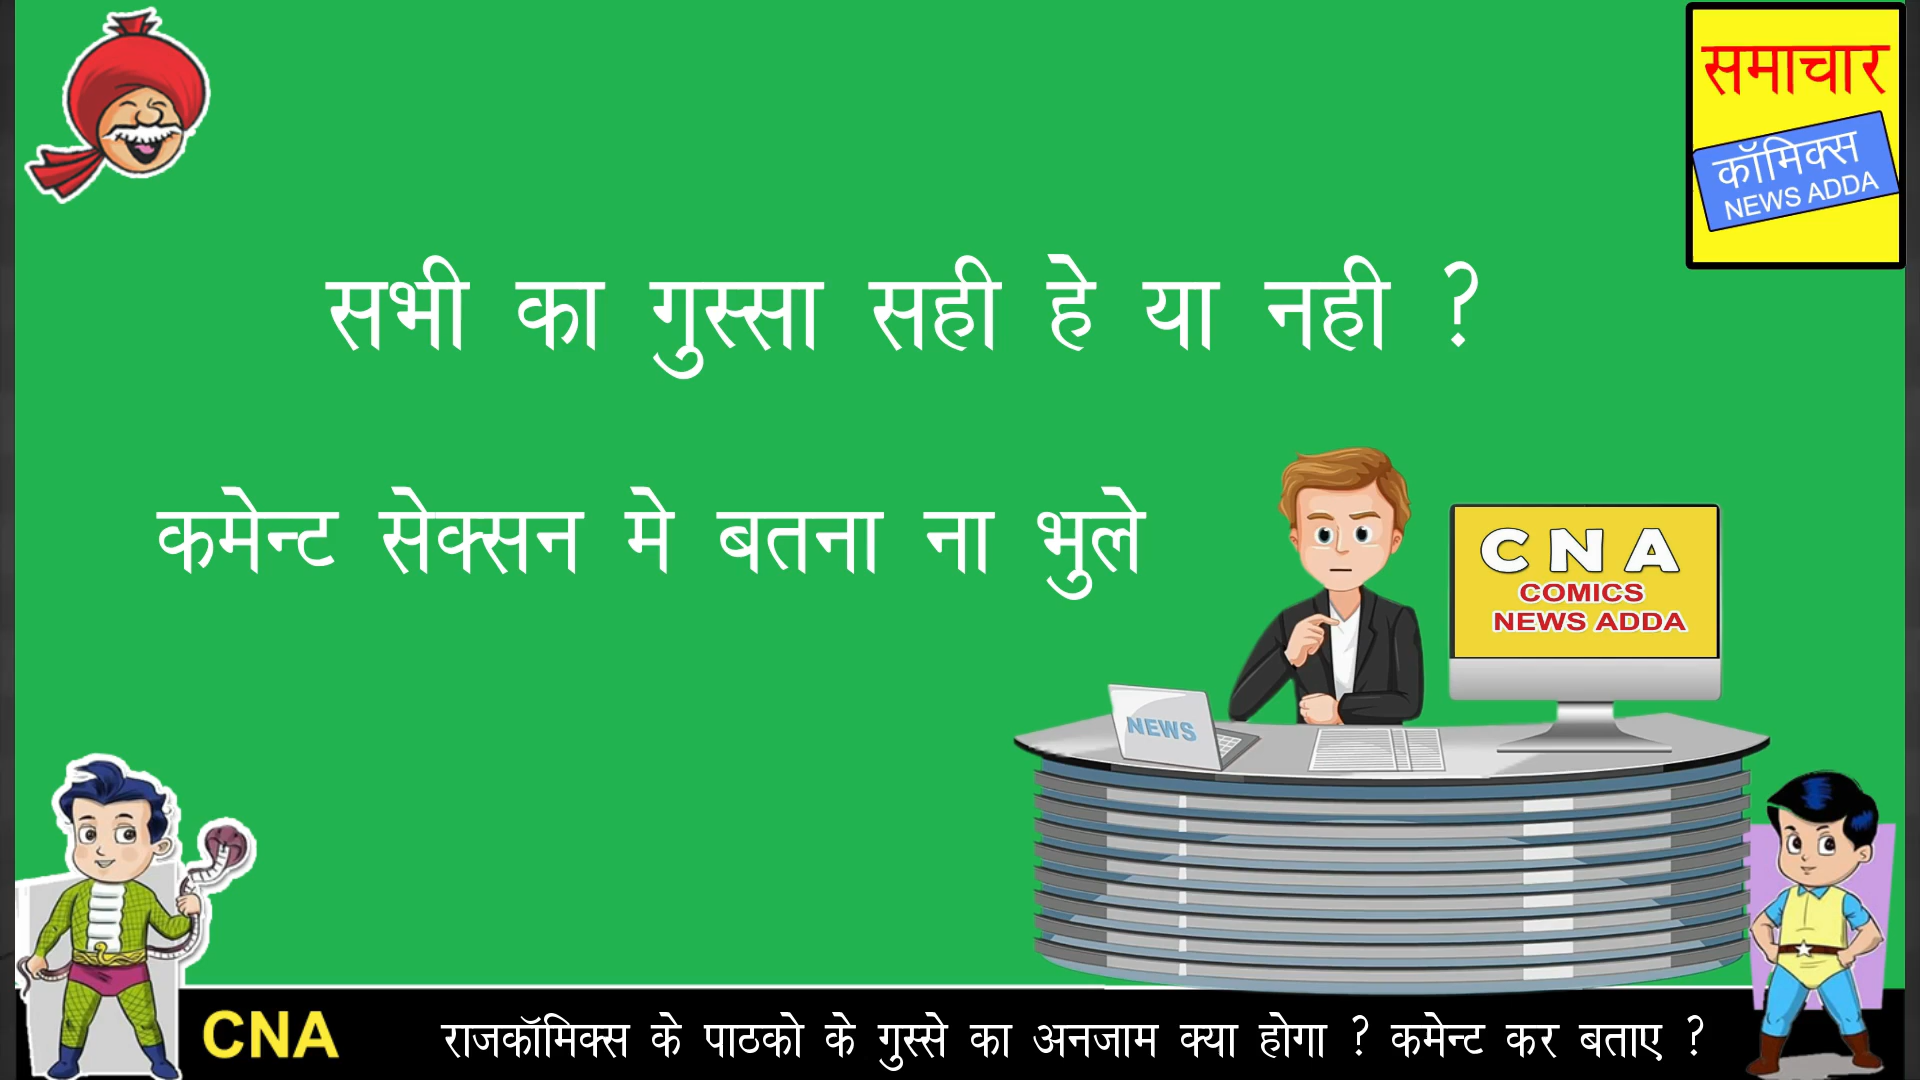 समाचार
कॉमिक्स
NEWS ADDA
सभी का गुस्सा सही हे या नही ?
कमेन्ट सेक्सन मे बतना ना भुले
C N A
COMICS
NEWS ADDA
NEWS
CNA
राजकॉमिक्स के पाठको के गुस्से का अनजाम क्या होगा ? कमेन्ट कर बताए ?